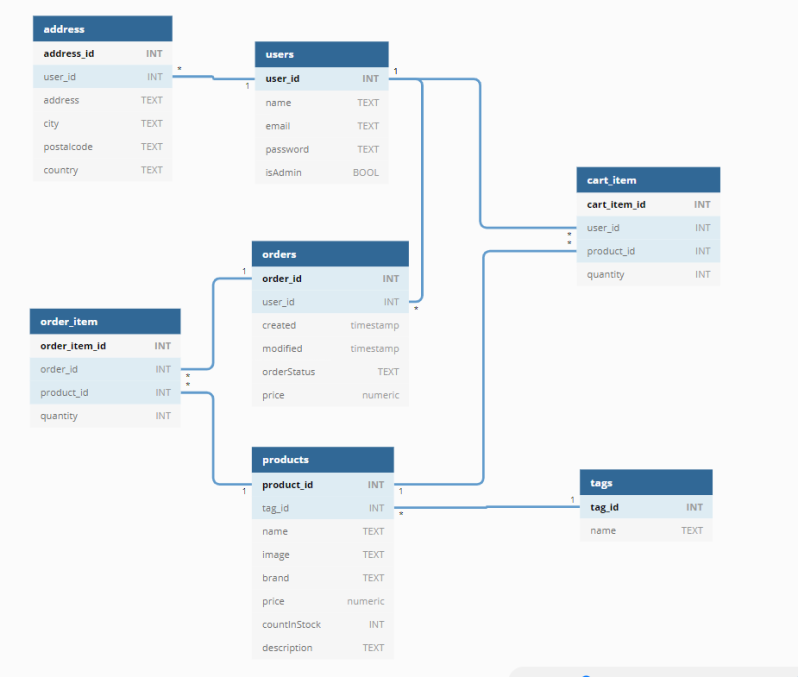 address
address_id INT
user_id INT
address TEXT
city TEXT
postalcode TEXT
country TEXT
*
1
users
user_id INT
name TEXT
email TEXT
password TEXT
isAdmin BOOL
1
cart_item
cart_item_id INT
user_id INT
product_id INT
quantity INT
*
*
orders
order_id INT
user_id INT
created timestamp
modified timestamp
orderStatus TEXT
price numeric
1
*
order_item
order_item_id INT
order_id INT
product_id INT
quantity INT
*
*
products
product_id INT
tag_id INT
name TEXT
image TEXT
brand TEXT
price numeric
countInStock INT
description TEXT
1
1
*
tags
tag_id INT
name TEXT
1